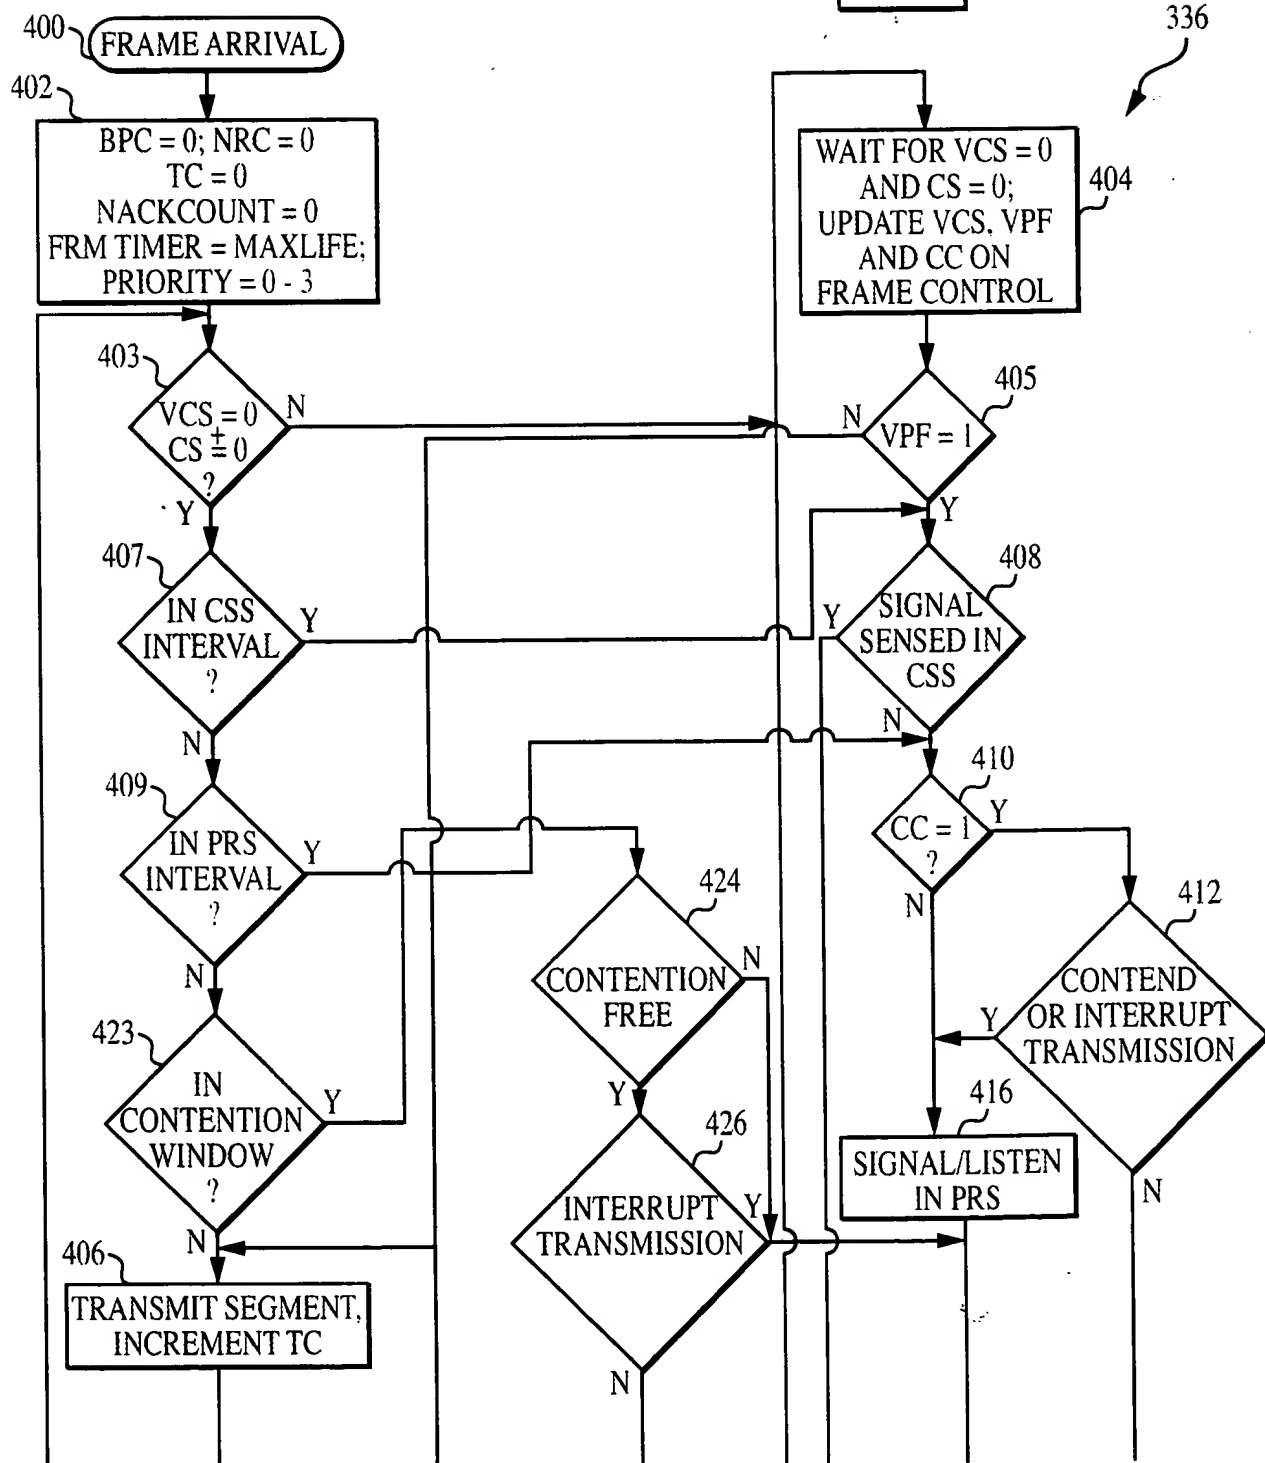 400
FRAME ARRIVAL
336
402
BPC = 0; NRC = 0
TC = 0
NACKCOUNT = 0
FRM TIMER = MAXLIFE;
PRIORITY = 0 - 3
WAIT FOR VCS = 0
AND CS = 0;
UPDATE VCS, VPF
AND CC ON
FRAME CONTROL
404
403
VCS = 0
+
CS = 0
?
N
Y
405
VPF = 1
N
Y
407
IN CSS
INTERVAL
?
Y
N
408
SIGNAL
SENSED IN
CSS
Y
N
409
IN PRS
INTERVAL
?
Y
N
410
CC = 1
?
Y
N
424
CONTENTION
FREE
N
Y
412
CONTEND
OR INTERRUPT
TRANSMISSION
Y
N
423
IN
CONTENTION
WINDOW
?
Y
N
426
INTERRUPT
TRANSMISSION
Y
N
416
SIGNAL/LISTEN
IN PRS
406
TRANSMIT SEGMENT,
INCREMENT TC